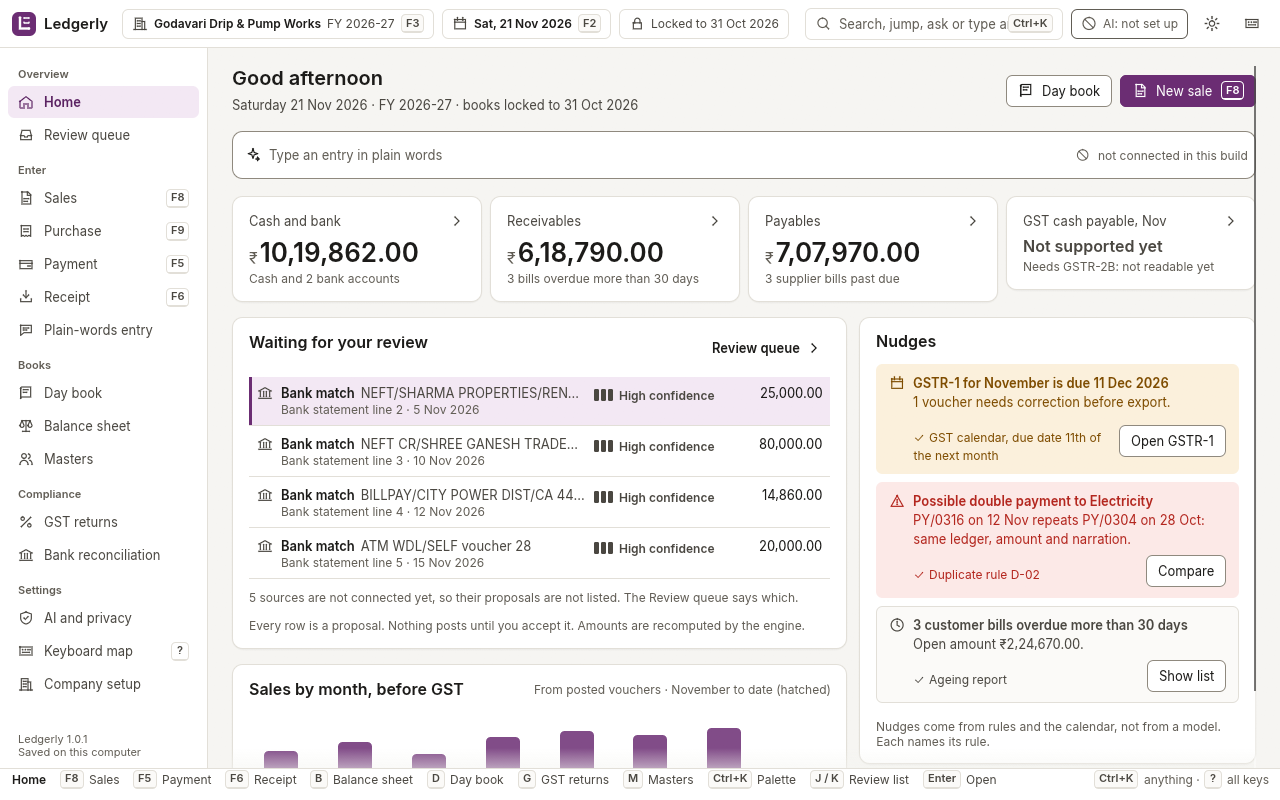 Ledgerly
Godavari Drip & Pump Works FY 2026-27 F3
Sat, 21 Nov 2026 F2
Locked to 31 Oct 2026
Search, jump, ask or type a Ctrl+K
AI: not set up
Overview
Home
Review queue
Enter
Sales F8
Purchase F9
Payment F5
Receipt F6
Plain-words entry
Books
Day book
Balance sheet
Masters
Compliance
GST returns
Bank reconciliation
Settings
AI and privacy
Keyboard map ?
Company setup
Ledgerly 1.0.1
Saved on this computer
Good afternoon
Saturday 21 Nov 2026 · FY 2026-27 · books locked to 31 Oct 2026
Day book
New sale F8
Type an entry in plain words
not connected in this build
Cash and bank
₹10,19,862.00
Cash and 2 bank accounts
Receivables
₹6,18,790.00
3 bills overdue more than 30 days
Payables
₹7,07,970.00
3 supplier bills past due
GST cash payable, Nov
Not supported yet
Needs GSTR-2B: not readable yet
Waiting for your review
Review queue
Bank match NEFT/SHARMA PROPERTIES/REN... High confidence 25,000.00
Bank statement line 2 · 5 Nov 2026
Bank match NEFT CR/SHREE GANESH TRADE... High confidence 80,000.00
Bank statement line 3 · 10 Nov 2026
Bank match BILLPAY/CITY POWER DIST/CA 44... High confidence 14,860.00
Bank statement line 4 · 12 Nov 2026
Bank match ATM WDL/SELF voucher 28 High confidence 20,000.00
Bank statement line 5 · 15 Nov 2026
5 sources are not connected yet, so their proposals are not listed. The Review queue says which.
Every row is a proposal. Nothing posts until you accept it. Amounts are recomputed by the engine.
Sales by month, before GST
From posted vouchers · November to date (hatched)
Nudges
GSTR-1 for November is due 11 Dec 2026
1 voucher needs correction before export.
✓ GST calendar, due date 11th of
the next month
Open GSTR-1
Possible double payment to Electricity
PY/0316 on 12 Nov repeats PY/0304 on 28 Oct:
same ledger, amount and narration.
✓ Duplicate rule D-02
Compare
3 customer bills overdue more than 30 days
Open amount ₹2,24,670.00.
✓ Ageing report
Show list
Nudges come from rules and the calendar, not from a model.
Each names its rule.
Home F8 Sales F5 Payment F6 Receipt B Balance sheet D Day book G GST returns M Masters Ctrl+K Palette J / K Review list Enter Open Ctrl+K anything · ? all keys